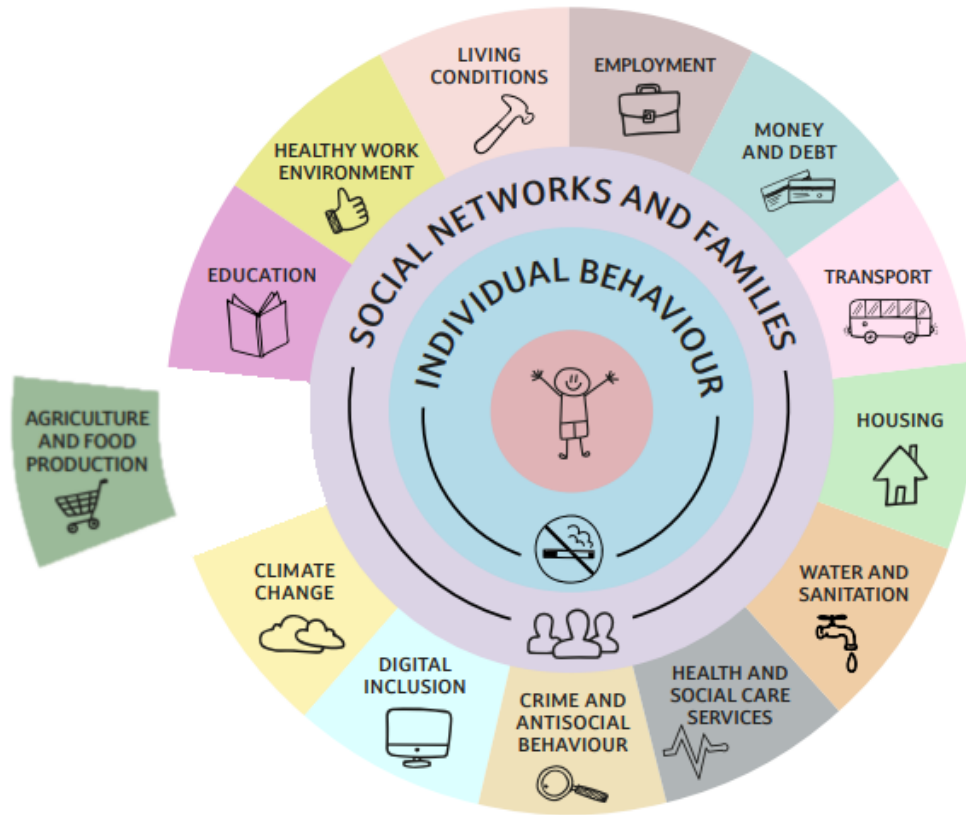 LIVING
CONDITIONS
EMPLOYMENT
MONEY
AND DEBT
TRANSPORT
HOUSING
WATER AND
SANITATION
HEALTH AND
SOCIAL CARE
SERVICES
CRIME AND
ANTISOCIAL
BEHAVIOUR
DIGITAL
INCLUSION
CLIMATE
CHANGE
AGRICULTURE
AND FOOD
PRODUCTION
EDUCATION
HEALTHY WORK
ENVIRONMENT
SOCIAL NETWORKS AND FAMILIES
INDIVIDUAL BEHAVIOUR